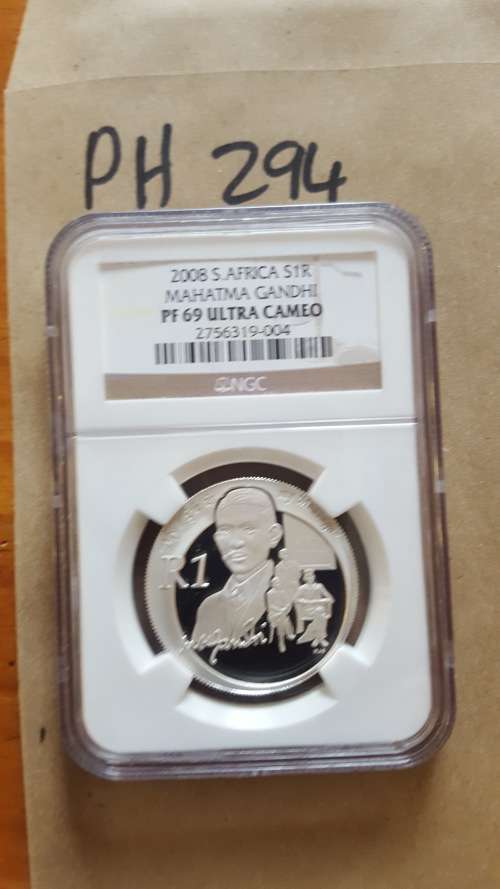 PH 294
2008 S.AFRICA S1R
MAHATMA GANDHI
PF 69 ULTRA CAMEO
2756319-004
NGC
R1